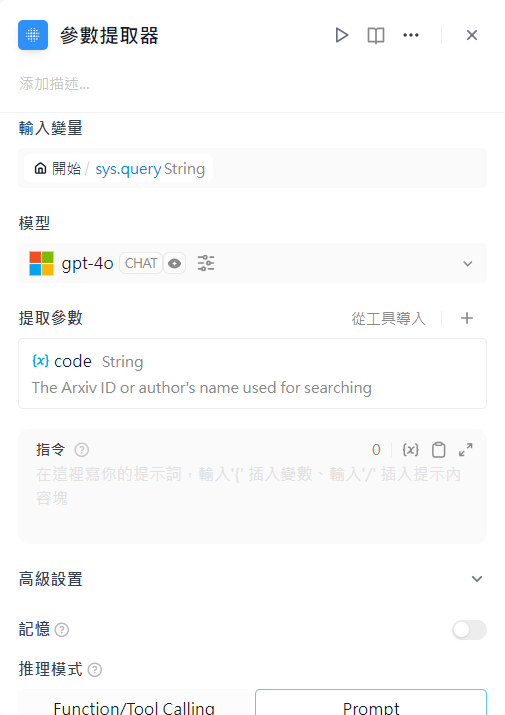 參數提取器
添加描述...
輸入變量
開始 / sys.query String
模型
gpt-4o CHAT
提取參數 從工具導入
{x} code String
The Arxiv ID or author's name used for searching
指令 0 {x}
在這裡寫你的提示詞，輸入'{' 插入變數、輸入'/' 插入提示內
容塊
高級設置
記憶
推理模式
Function/Tool Calling Prompt